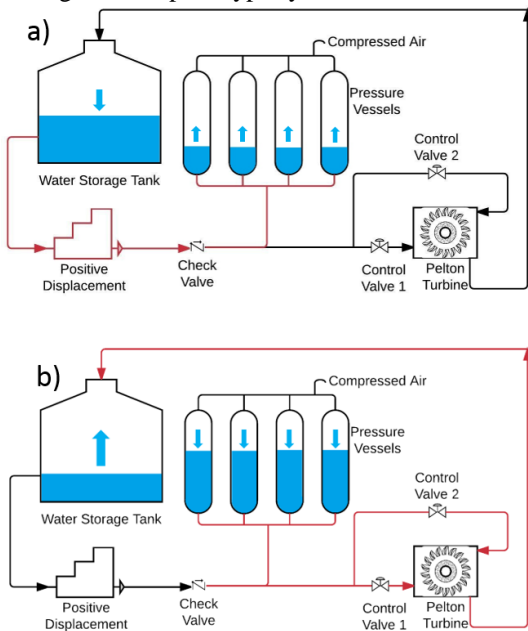 a)
Compressed Air
Pressure
Vessels
Control
Valve 2
Water Storage Tank
Positive
Displacement
Check
Valve
Control
Valve 1
Pelton
Turbine
b)
Compressed Air
Pressure
Vessels
Control
Valve 2
Water Storage Tank
Positive
Displacement
Check
Valve
Control
Valve 1
Pelton
Turbine